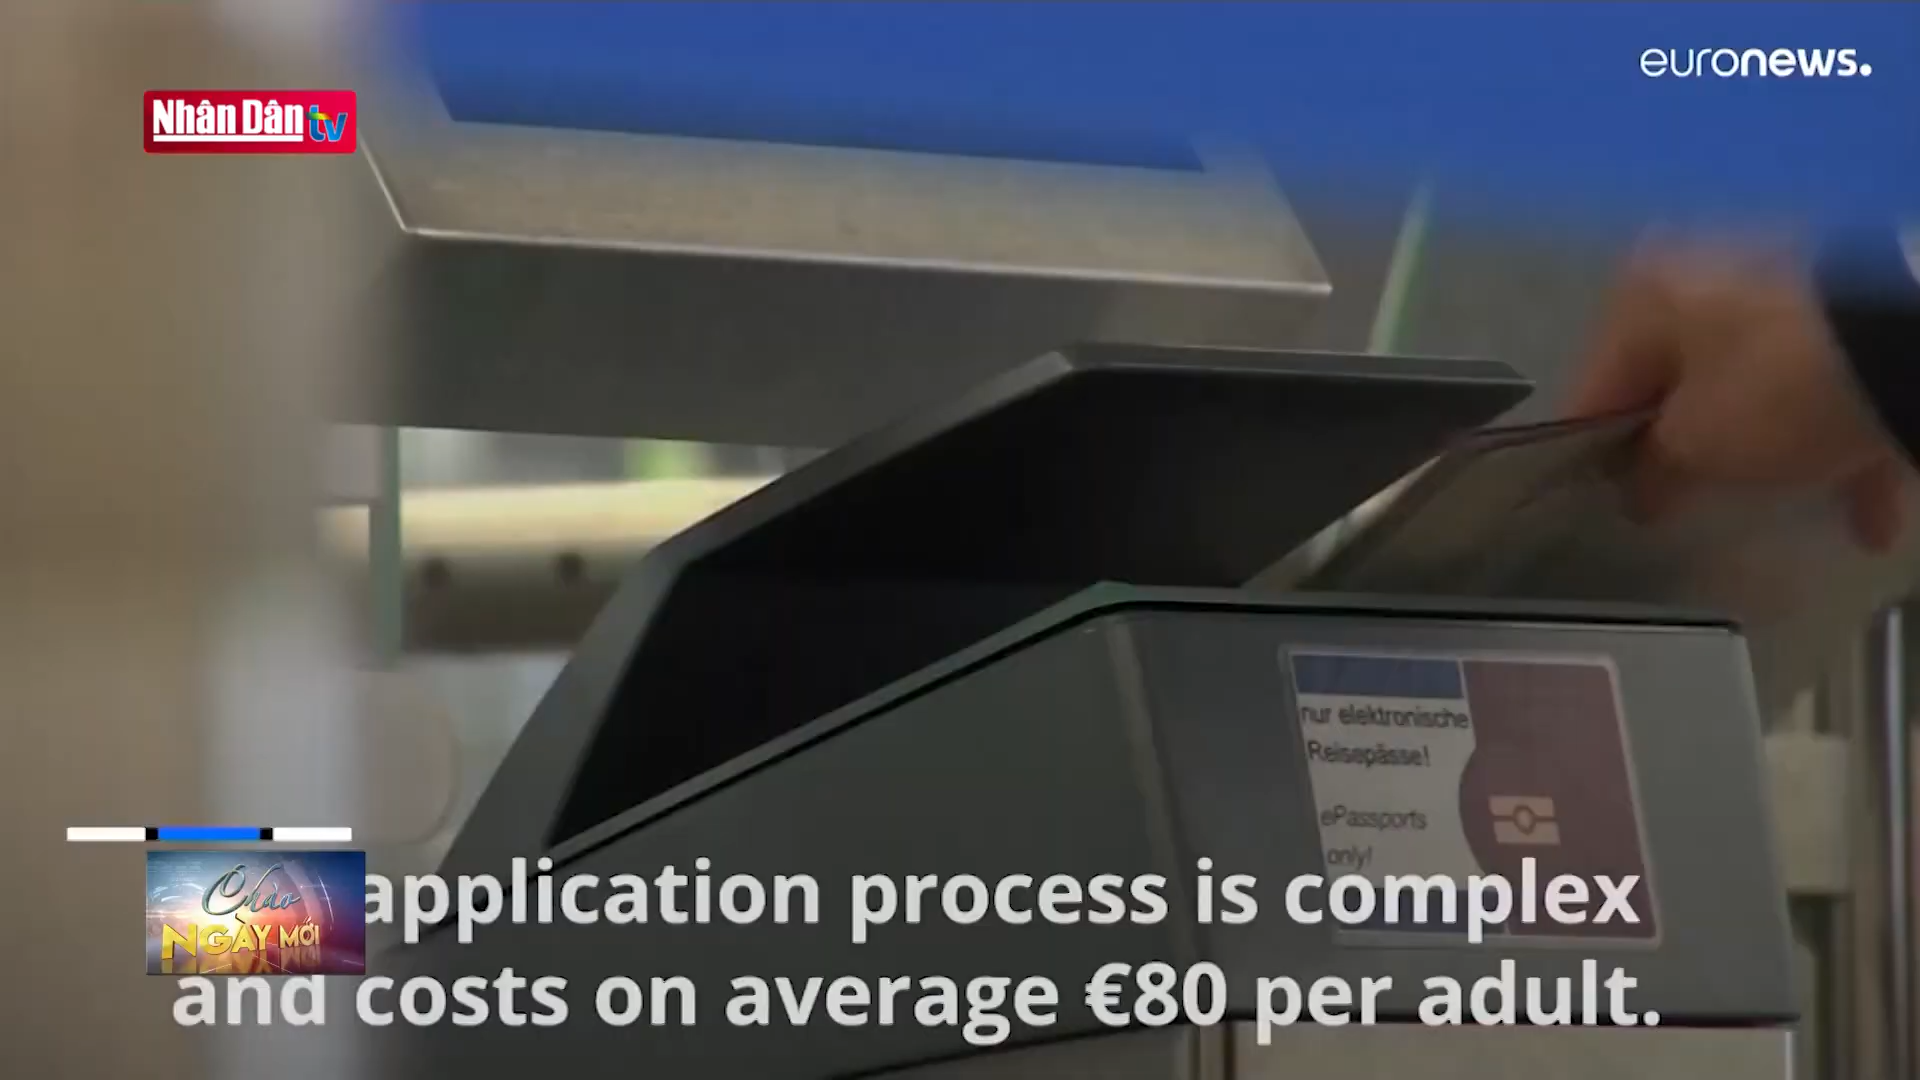 euronews.
Nhân Dân tv
nur elektronische
Reisepässe!
ePassports
only!
Chào
NGÀY MỚI
application process is complex
and costs on average €80 per adult.